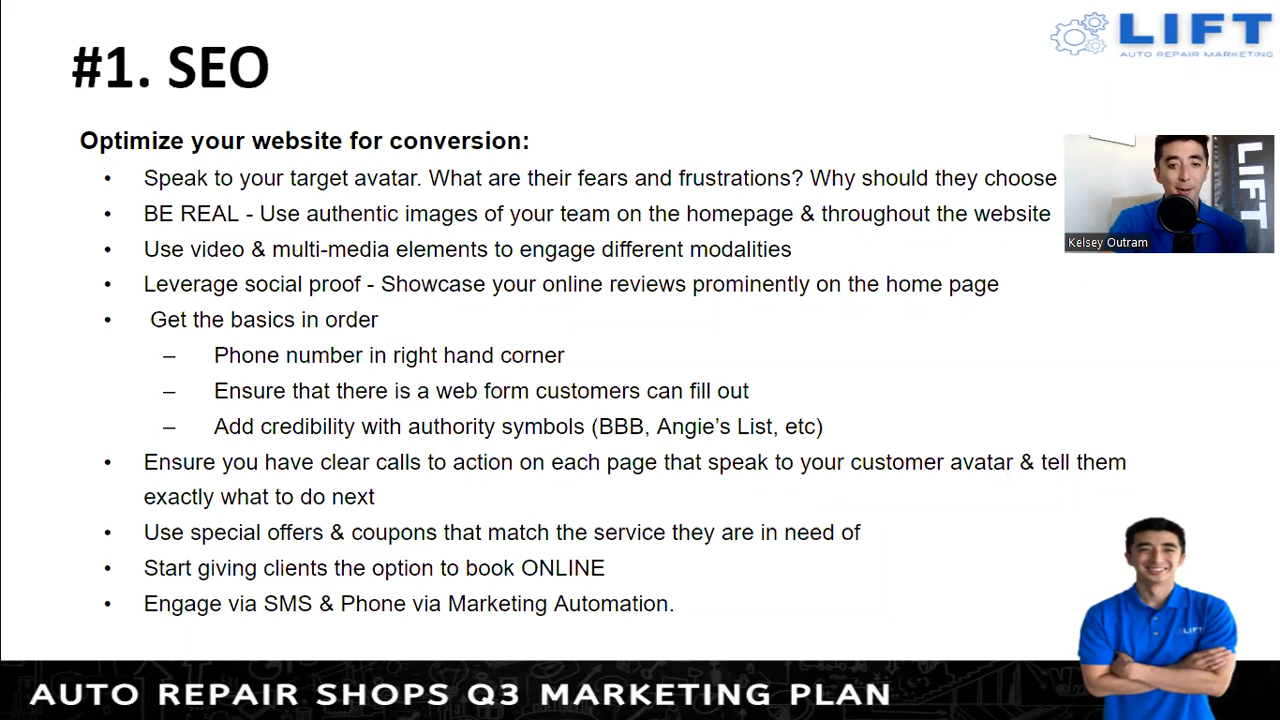 #1. SEO
LIFT
AUTO REPAIR MARKETING
Optimize your website for conversion:
• Speak to your target avatar. What are their fears and frustrations? Why should they choose
• BE REAL - Use authentic images of your team on the homepage & throughout the website
• Use video & multi-media elements to engage different modalities
• Leverage social proof - Showcase your online reviews prominently on the home page
• Get the basics in order
– Phone number in right hand corner
– Ensure that there is a web form customers can fill out
– Add credibility with authority symbols (BBB, Angie's List, etc)
• Ensure you have clear calls to action on each page that speak to your customer avatar & tell them
exactly what to do next
• Use special offers & coupons that match the service they are in need of
• Start giving clients the option to book ONLINE
• Engage via SMS & Phone via Marketing Automation.
LIFT
Kelsey Outram
LIFT
AUTO REPAIR SHOPS Q3 MARKETING PLAN